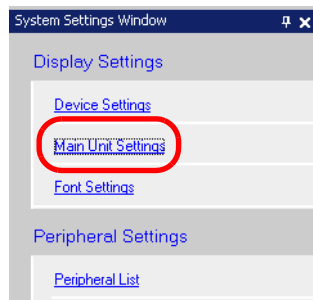 System Settings Window
Display Settings
Device Settings
Main Unit Settings
Font Settings
Peripheral Settings
Peripheral List